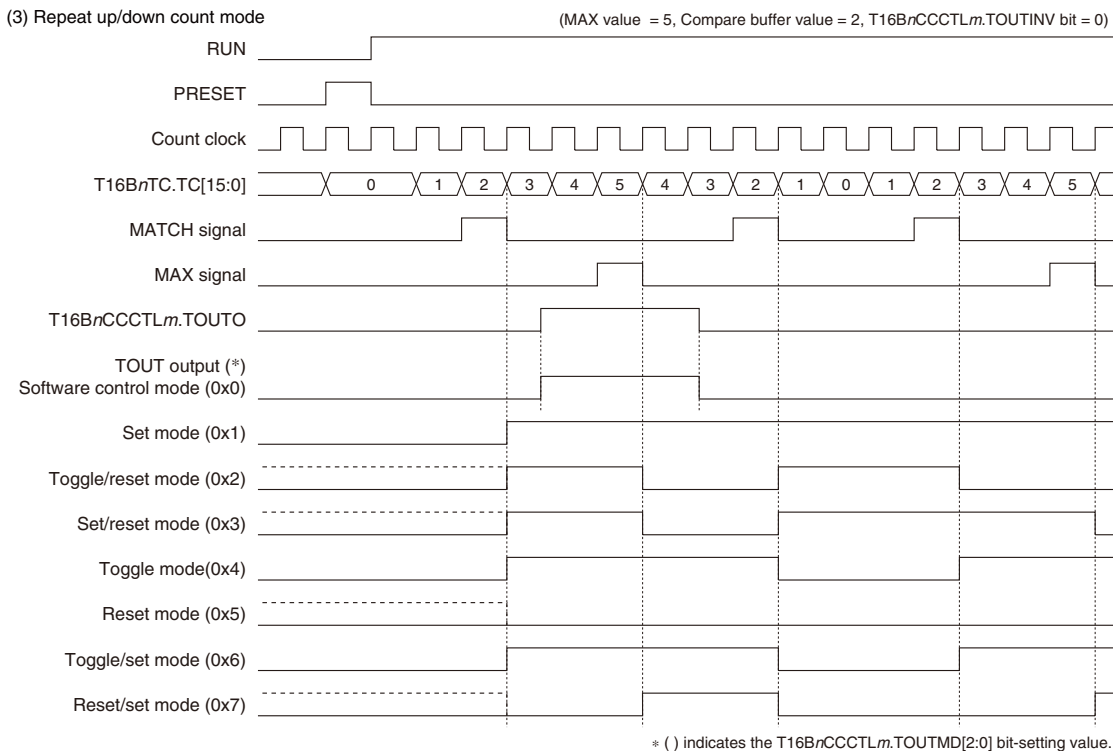 (3) Repeat up/down count mode
(MAX value = 5, Compare buffer value = 2, T16BnCCCTLm.TOUTINV bit = 0)
RUN
PRESET
Count clock
T16BnTC.TC[15:0] 0 1 2 3 4 5 4 3 2 1 0 1 2 3 4 5
MATCH signal
MAX signal
T16BnCCCTLm.TOUTO
TOUT output (*)
Software control mode (0x0)
Set mode (0x1)
Toggle/reset mode (0x2)
Set/reset mode (0x3)
Toggle mode(0x4)
Reset mode (0x5)
Toggle/set mode (0x6)
Reset/set mode (0x7)
* ( ) indicates the T16BnCCCTLm.TOUTMD[2:0] bit-setting value.